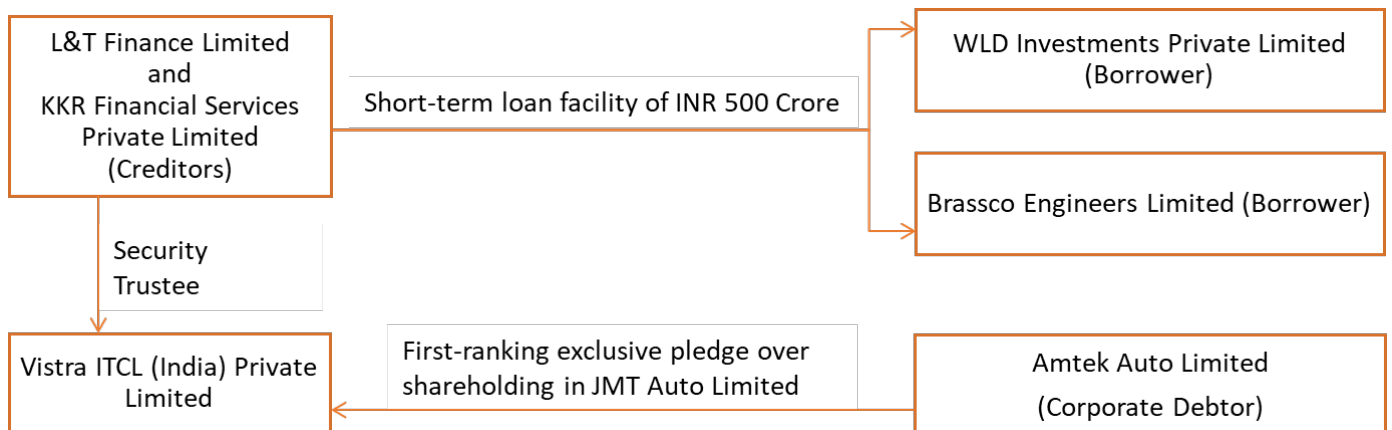 L&T Finance Limited
and
KKR Financial Services
Private Limited
(Creditors)
Short-term loan facility of INR 500 Crore
WLD Investments Private Limited
(Borrower)
Brassco Engineers Limited (Borrower)
Security
Trustee
Vistra ITCL (India) Private
Limited
First-ranking exclusive pledge over
shareholding in JMT Auto Limited
Amtek Auto Limited
(Corporate Debtor)